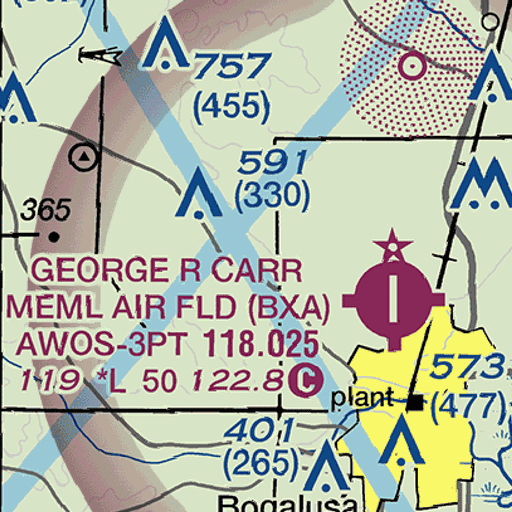 757
(455)
591
(330)
365
GEORGE R CARR
MEML AIR FLD (BXA)
AWOS-3PT 118.025
119 *L 50 122.8 C
573
plant (477)
401
(265)
Bogalusa